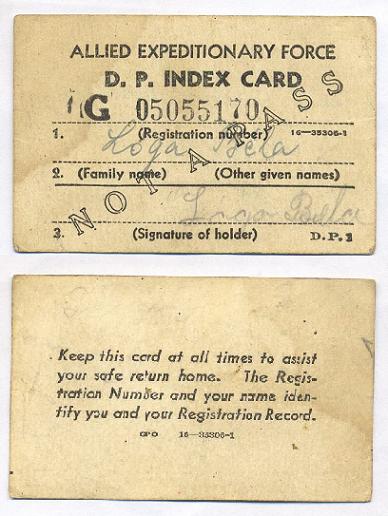 ALLIED EXPEDITIONARY FORCE
D. P. INDEX CARD
G 05055170
1. (Registration number) 16—35306-1
Loga Bela
2. (Family name) (Other given names)
Loga Bela
3. (Signature of holder) D.P.1
NOT A PASS
Keep this card at all times to assist
your safe return home. The Regis-
tration Number and your name iden-
tify you and your Registration Record.
GPO 16—35306-1